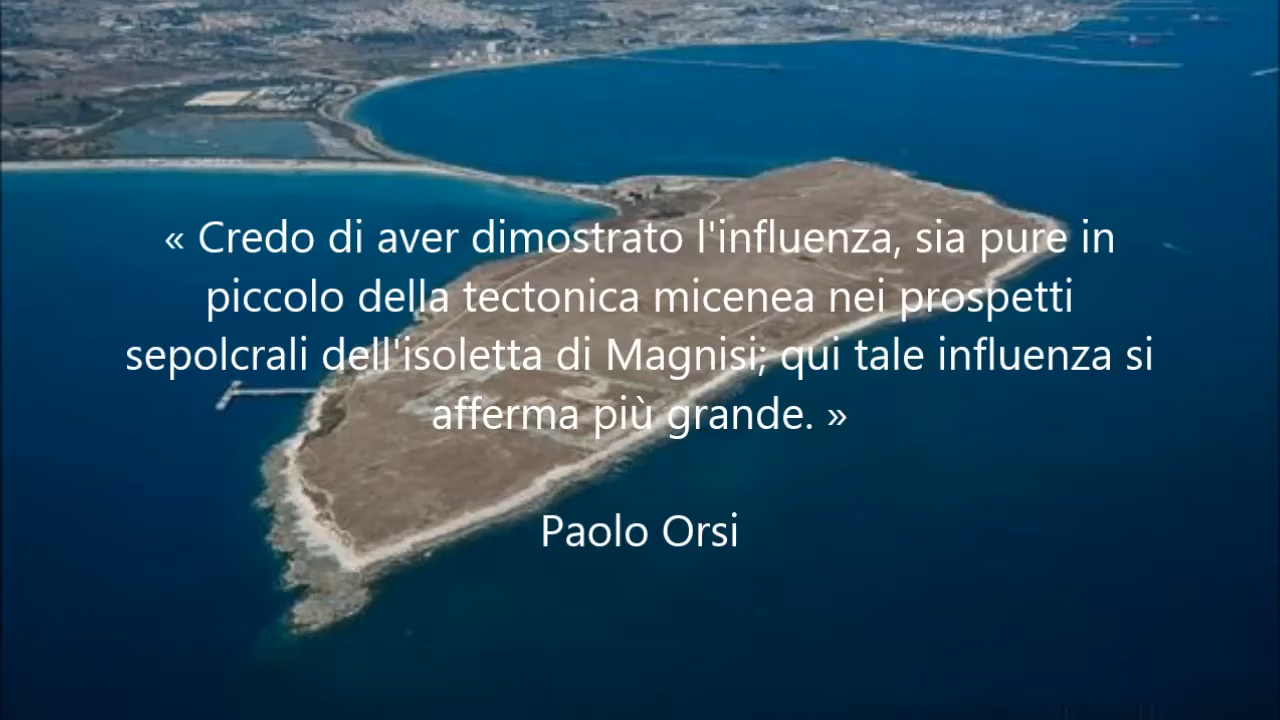 « Credo di aver dimostrato l'influenza, sia pure in
piccolo della tectonica micenea nei prospetti
sepolcrali dell'isoletta di Magnisi; qui tale influenza si
afferma più grande. »
Paolo Orsi